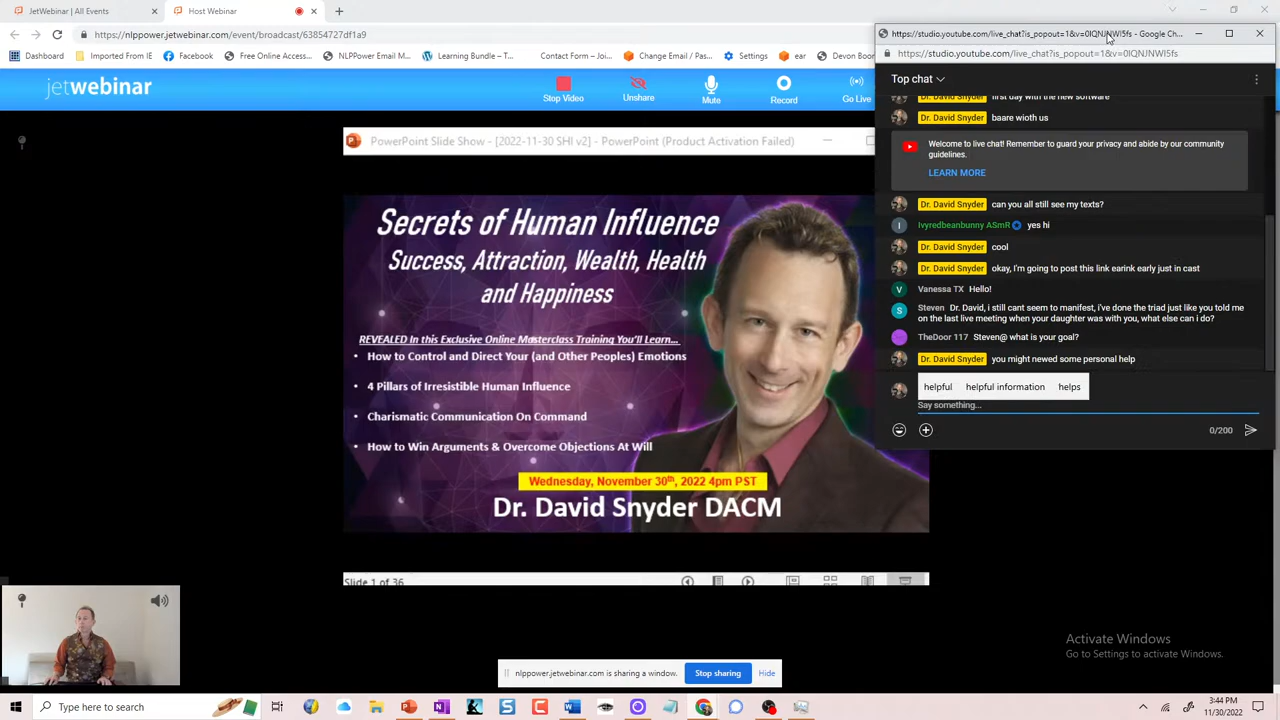 JetWebinar | All Events
Host Webinar
https://nlppower.jetwebinar.com/event/broadcast/63854727df1a9
Dashboard
Imported From IE
Facebook
Free Online Access...
NLPPower Email
Learning Bundle –...
Contact Form – J...
Change Email / Pa...
Settings
ear
Devon Boor
jetwebinar
Stop Video
Unshare
Mute
Record
Go Live
https://studio.youtube.com/live_chat?is_popout=1&v=0IQNJNWI5fs - Google Ch...
https://studio.youtube.com/live_chat?is_popout=1&v=0IQNJNWI5fs
Top chat
Dr. David Snyder first day with the new software
Dr. David Snyder baare wioth us
Welcome to live chat! Remember to guard your privacy and abide by our community
guidelines.
LEARN MORE
Dr. David Snyder can you all still see my texts?
I
Ivyredbeanbunny ASmR yes hi
Dr. David Snyder cool
Dr. David Snyder okay, I'm going to post this link earink early just in cast
V
Vanessa TX Hello!
S
Steven Dr. David, i still cant seem to manifest, i've done the triad just like you told me
on the last live meeting when your daughter was with you, what else can i do?
TheDoor 117 Steven@ what is your goal?
Dr. David Snyder you might newed some personal help
helpful helpful information helps
Say something...
0/200
PowerPoint Slide Show - [2022-11-30 SHI v2] - PowerPoint (Product Activation Failed)
Secrets of Human Influence
Success, Attraction, Wealth, Health
and Happiness
REVEALED In this Exclusive Online Masterclass Training You'll Learn...
• How to Control and Direct Your (and Other Peoples) Emotions
• 4 Pillars of Irresistible Human Influence
• Charismatic Communication On Command
• How to Win Arguments & Overcome Objections At Will
Wednesday, November 30th, 2022 4pm PST
Dr. David Snyder DACM
Slide 1 of 36
Activate Windows
Go to Settings to activate Windows.
nlppower.jetwebinar.com is sharing a window.
Stop sharing
Hide
Type here to search
3:44 PM
11/30/2022